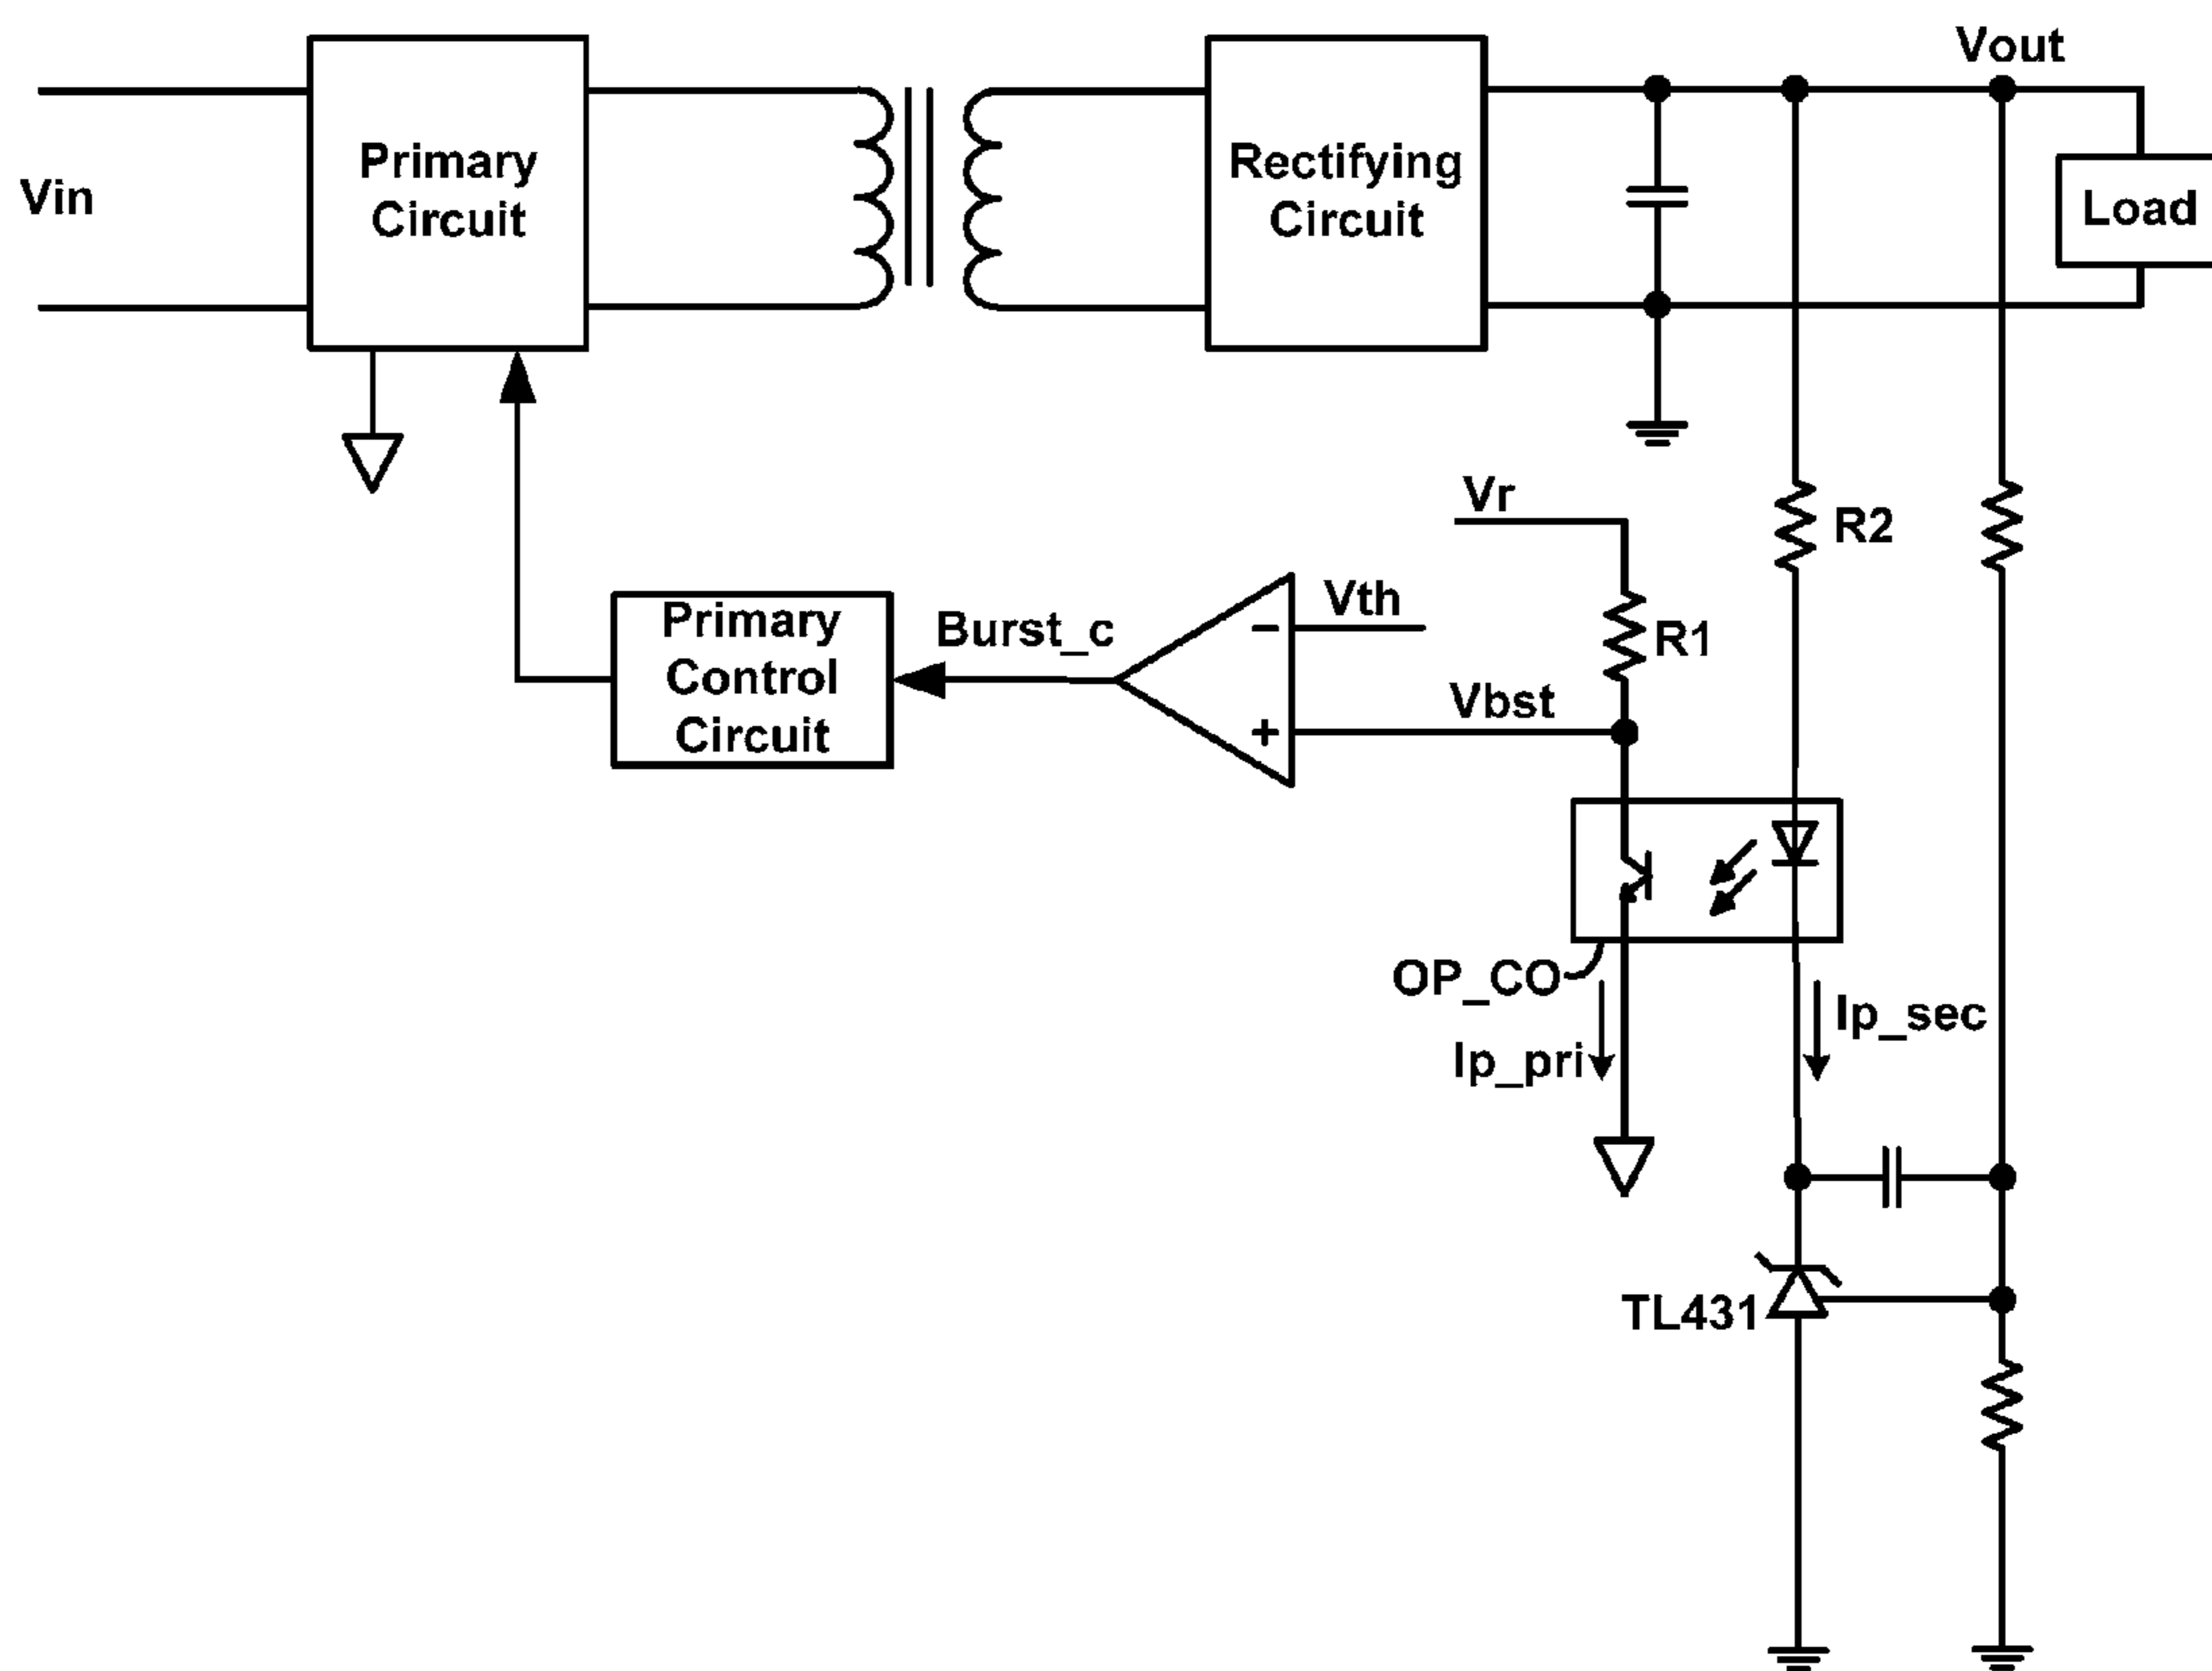 Vout
Vin
Primary
Circuit
Rectifying
Circuit
Load
Vr
R2
Vth
R1
Primary
Control
Circuit
Burst_c
Vbst
-
+
OP_CO
Ip_sec
Ip_pri
TL431